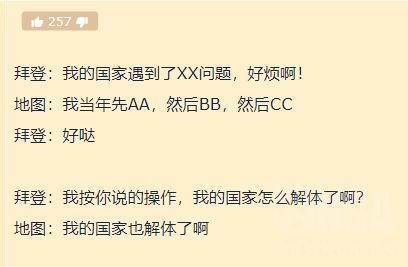 257
拜登：我的国家遇到了XX问题，好烦啊！
地图：我当年先AA，然后BB，然后CC
拜登：好哒
拜登：我按你说的操作，我的国家怎么解体了啊？
地图：我的国家也解体了啊